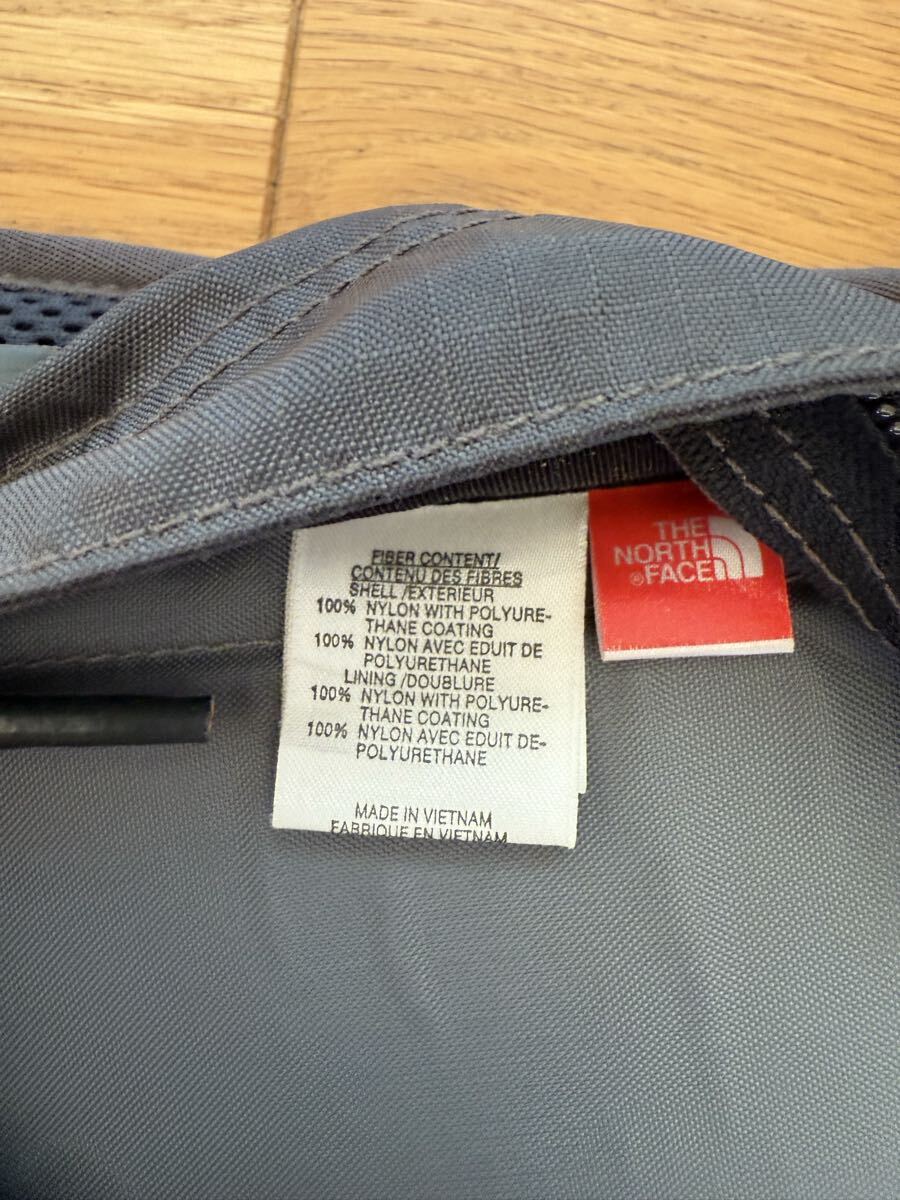 FIBER CONTENT/
CONTENU DES FIBRES
SHELL /EXTERIEUR
100% NYLON WITH POLYURE-
THANE COATING
100% NYLON AVEC EDUIT DE
POLYURETHANE
LINING /DOUBLURE
100% NYLON WITH POLYURE-
THANE COATING
100% NYLON AVEC EDUIT DE-
POLYURETHANE
MADE IN VIETNAM
FABRIQUE EN VIETNAM
THE
NORTH
®FACE